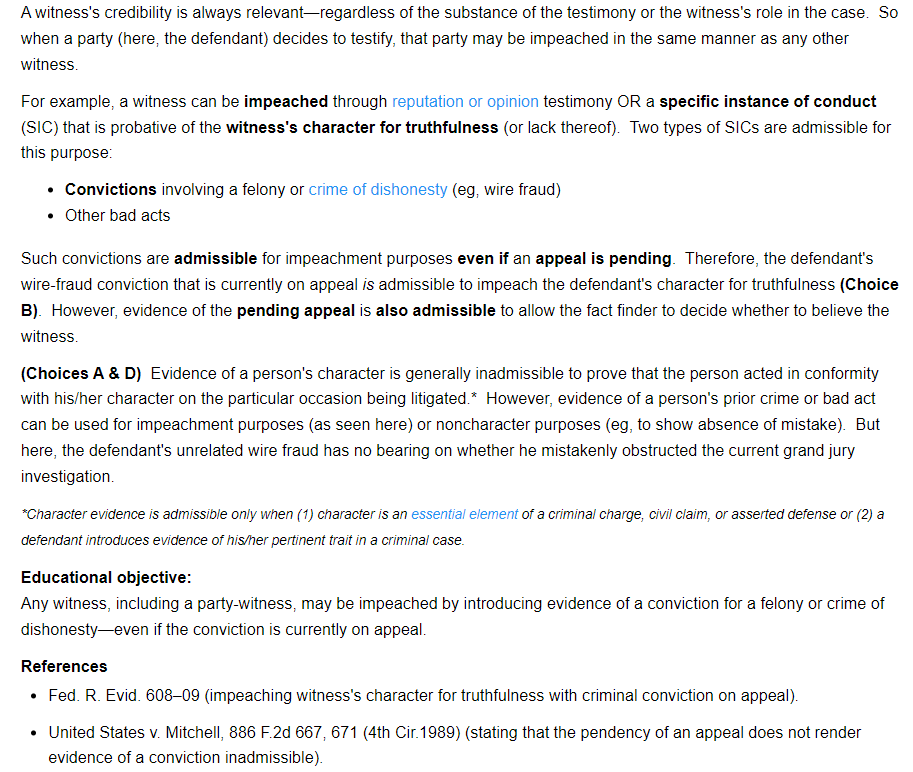 A witness's credibility is always relevant—regardless of the substance of the testimony or the witness's role in the case.  So
when a party (here, the defendant) decides to testify, that party may be impeached in the same manner as any other
witness.
For example, a witness can be impeached through reputation or opinion testimony OR a specific instance of conduct
(SIC) that is probative of the witness's character for truthfulness (or lack thereof).  Two types of SICs are admissible for
this purpose:
• Convictions involving a felony or crime of dishonesty (eg, wire fraud)
• Other bad acts
Such convictions are admissible for impeachment purposes even if an appeal is pending.  Therefore, the defendant's
wire-fraud conviction that is currently on appeal is admissible to impeach the defendant's character for truthfulness (Choice
B).  However, evidence of the pending appeal is also admissible to allow the fact finder to decide whether to believe the
witness.
(Choices A & D)  Evidence of a person's character is generally inadmissible to prove that the person acted in conformity
with his/her character on the particular occasion being litigated.*  However, evidence of a person's prior crime or bad act
can be used for impeachment purposes (as seen here) or noncharacter purposes (eg, to show absence of mistake).  But
here, the defendant's unrelated wire fraud has no bearing on whether he mistakenly obstructed the current grand jury
investigation.
*Character evidence is admissible only when (1) character is an essential element of a criminal charge, civil claim, or asserted defense or (2) a
defendant introduces evidence of his/her pertinent trait in a criminal case.
Educational objective:
Any witness, including a party-witness, may be impeached by introducing evidence of a conviction for a felony or crime of
dishonesty—even if the conviction is currently on appeal.
References
• Fed. R. Evid. 608–09 (impeaching witness's character for truthfulness with criminal conviction on appeal).
• United States v. Mitchell, 886 F.2d 667, 671 (4th Cir.1989) (stating that the pendency of an appeal does not render
evidence of a conviction inadmissible).